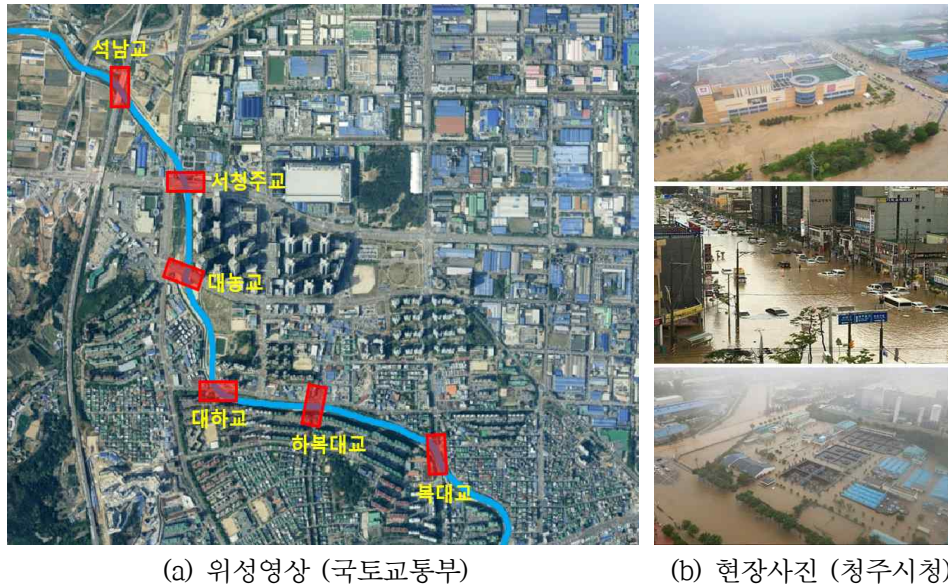 석남교
서청주교
대농교
대하교
하복대교
복대교
(a) 위성영상 (국토교통부)
(b) 현장사진 (청주시청)